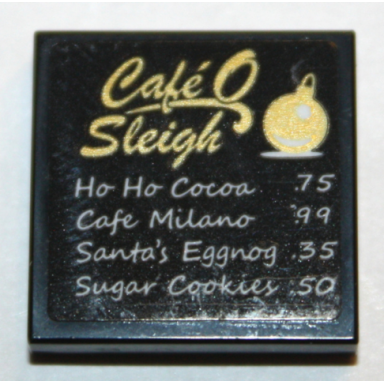 Café O
Sleigh
Ho Ho Cocoa .75
Cafe Milano .99
Santa's Eggnog .35
Sugar Cookies .50